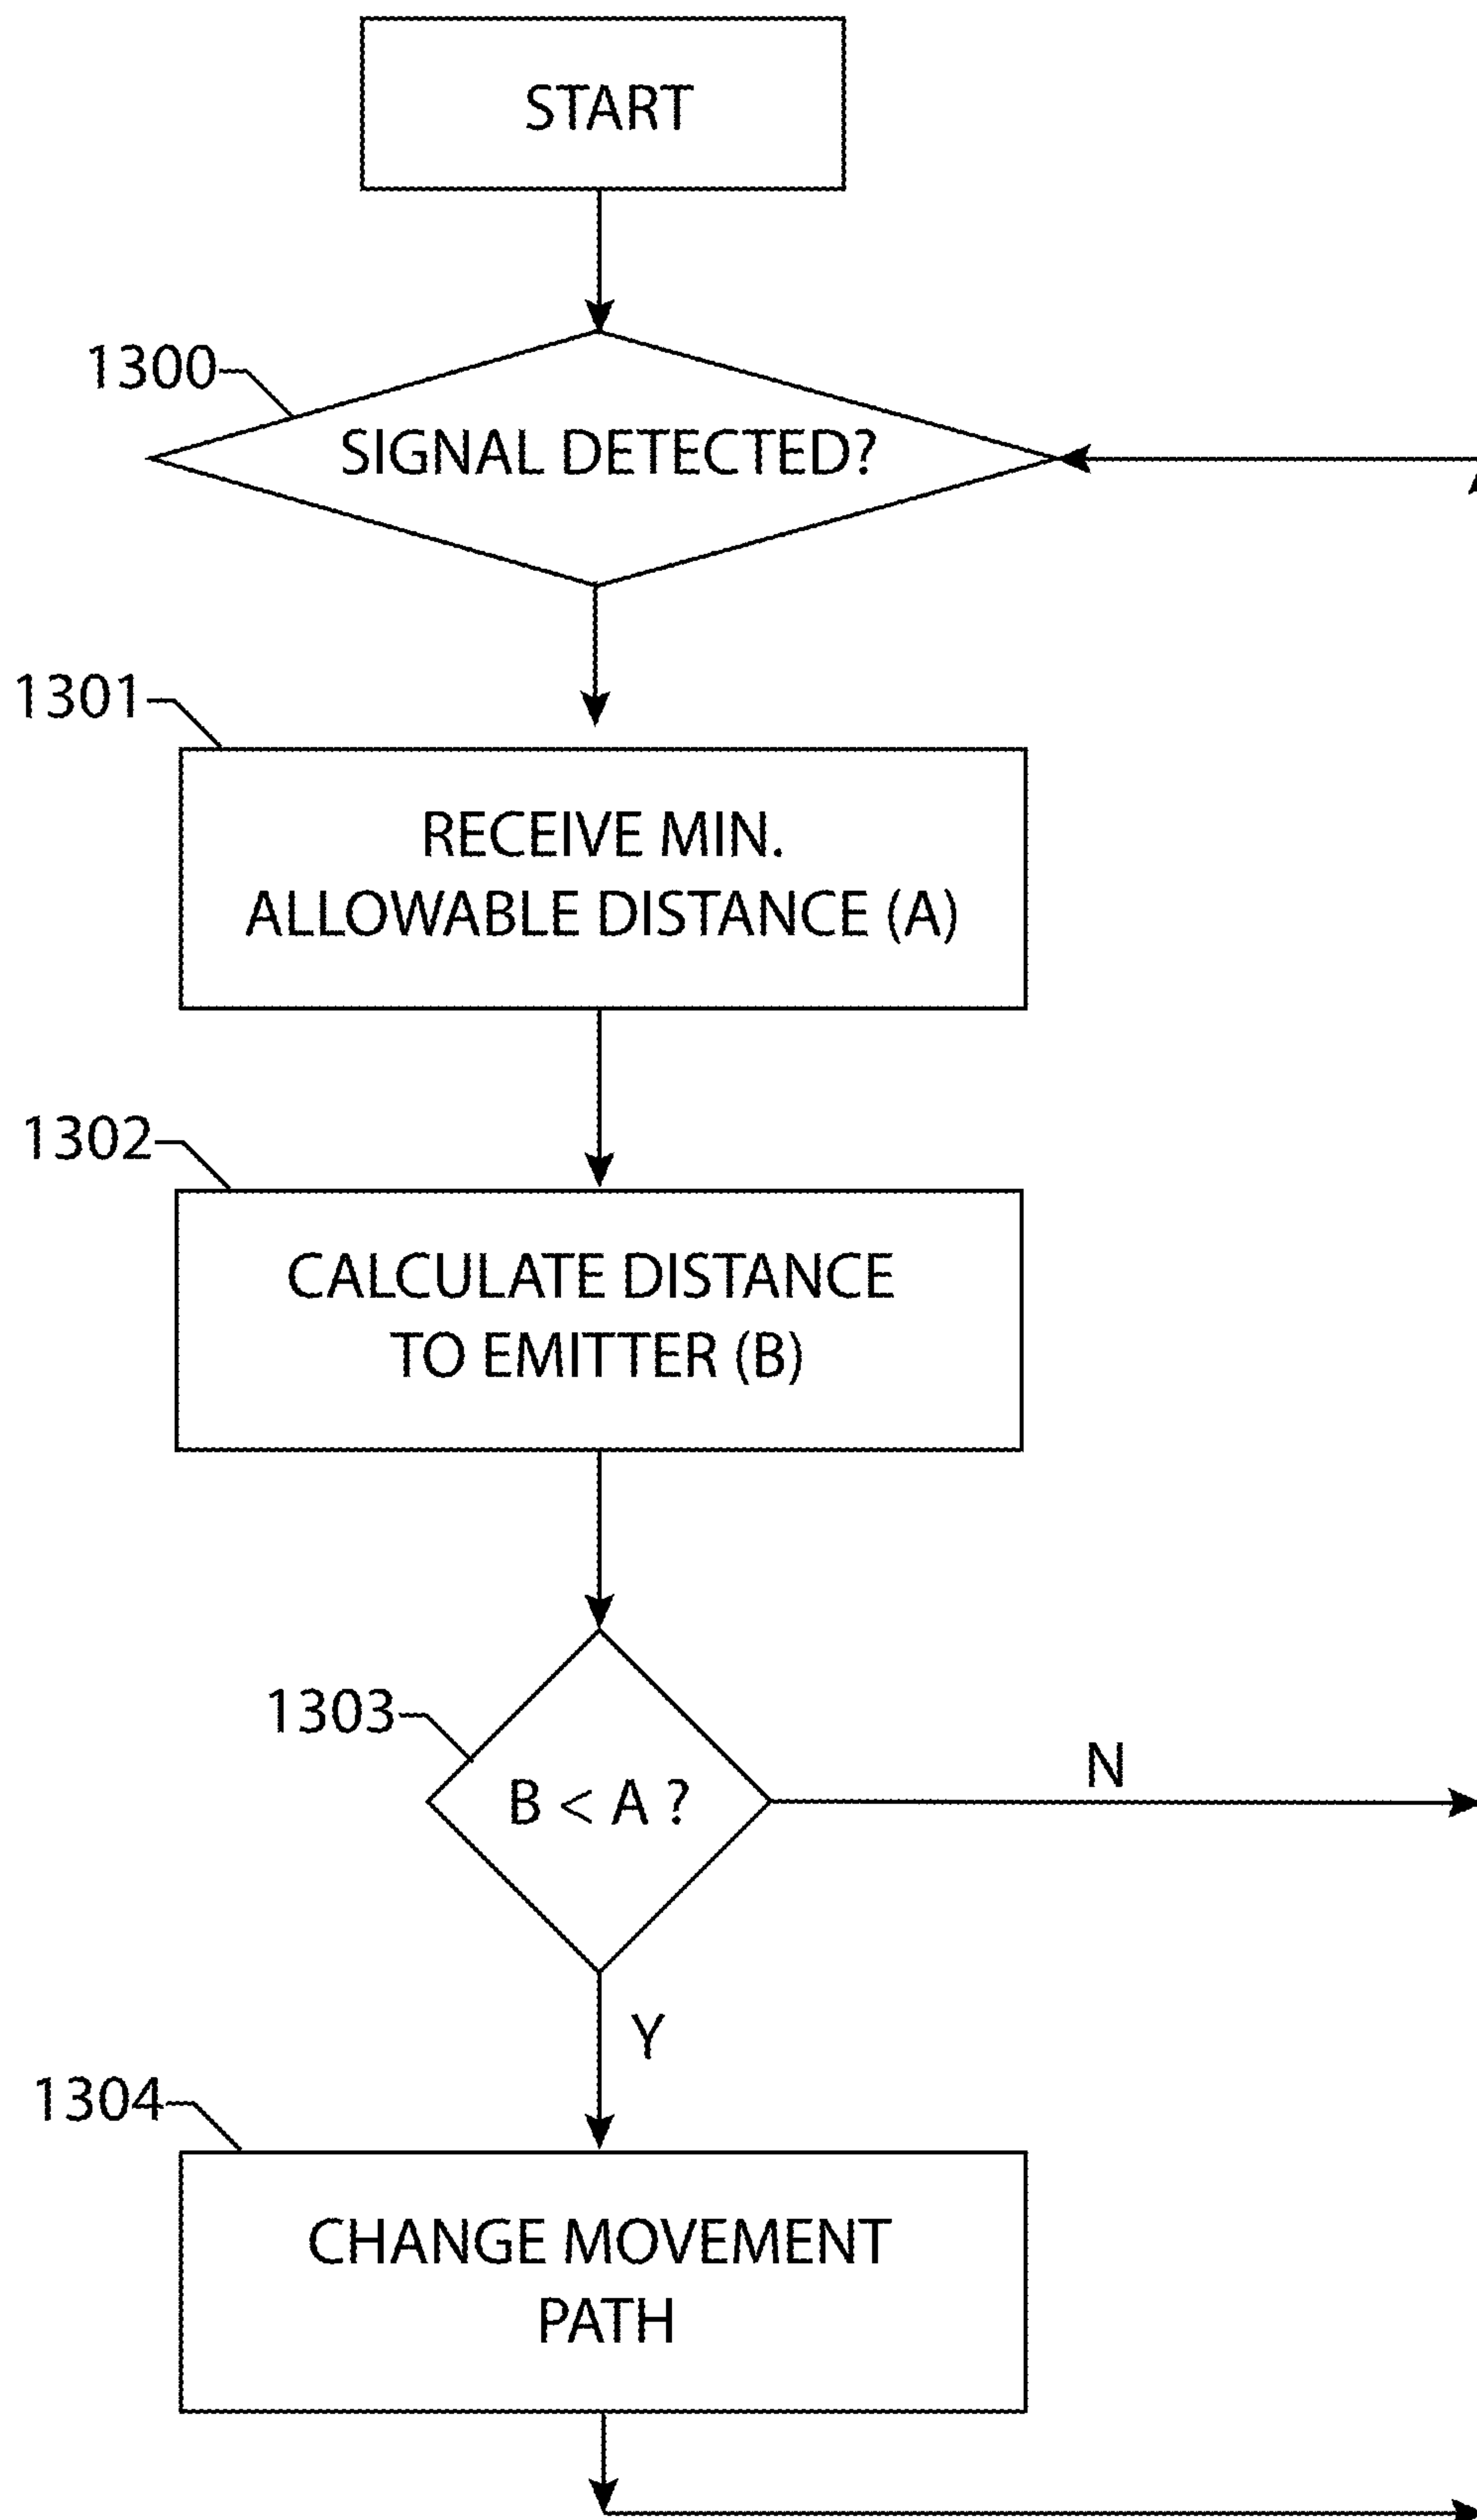 START
1300
SIGNAL DETECTED?
1301
RECEIVE MIN.
ALLOWABLE DISTANCE (A)
1302
CALCULATE DISTANCE
TO EMITTER (B)
1303
B < A ?
N
Y
1304
CHANGE MOVEMENT
PATH